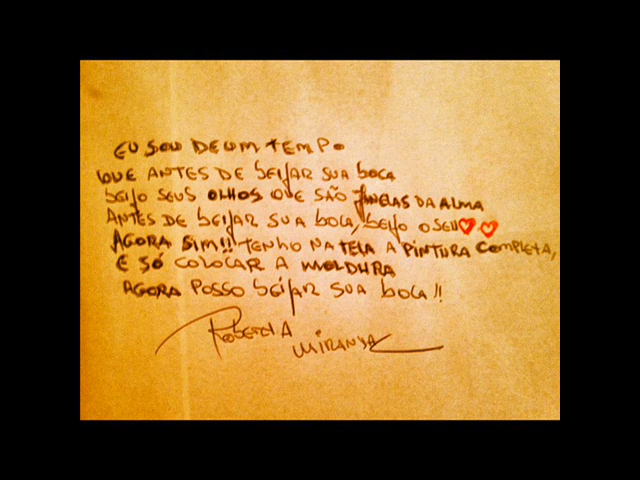 EU SOU DE UM TEMPO
QUE ANTES DE BEIJAR SUA BOCA
BEIJO SEUS OLHOS QUE SÃO JANELAS DA ALMA
ANTES DE BEIJAR SUA BOCA, BEIJO O SEU ♥♥
AGORA SIM!! TENHO NA TELA A PINTURA COMPLETA,
E SÓ COLOCAR A MOLDURA
AGORA POSSO BEIJAR SUA BOCA!!
ROBERTA
MIRANDA